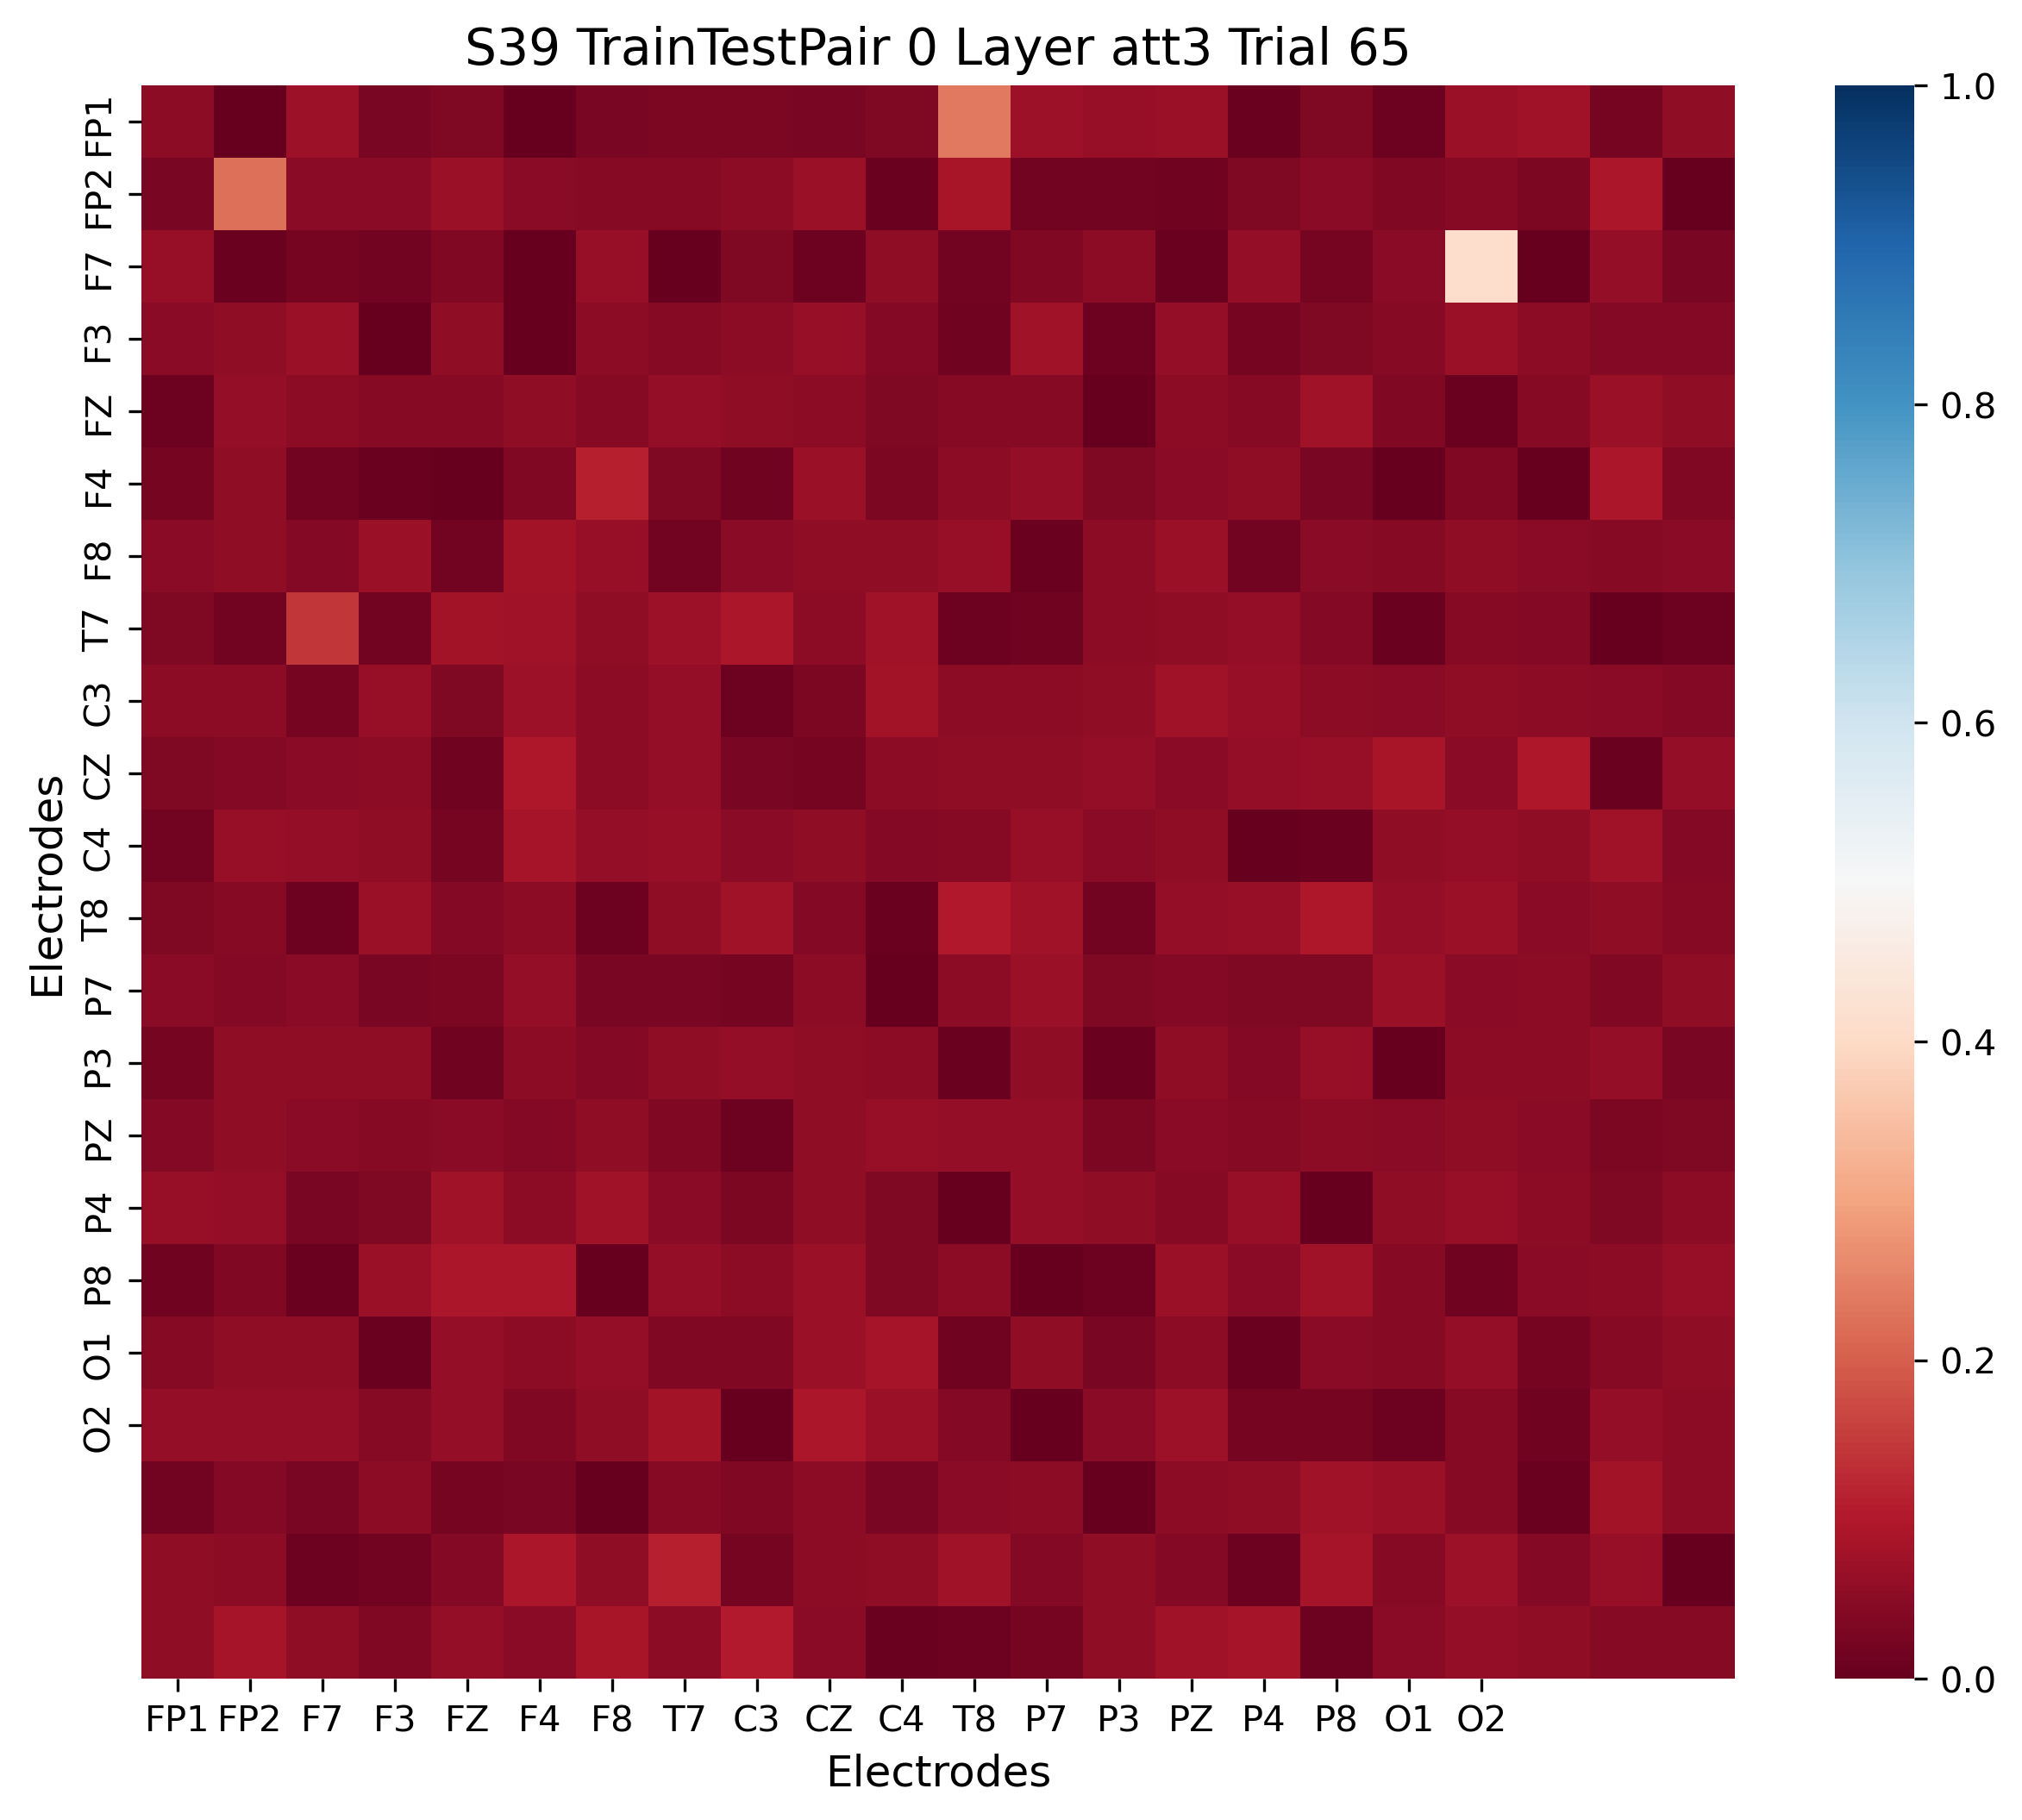 S39 TrainTestPair 0 Layer att3 Trial 65
Electrodes
FP1
FP2
F7
F3
FZ
F4
F8
T7
C3
CZ
C4
T8
P7
P3
PZ
P4
P8
O1
O2
FP1 FP2 F7 F3 FZ F4 F8 T7 C3 CZ C4 T8 P7 P3 PZ P4 P8 O1 O2
Electrodes
1.0
0.8
0.6
0.4
0.2
0.0